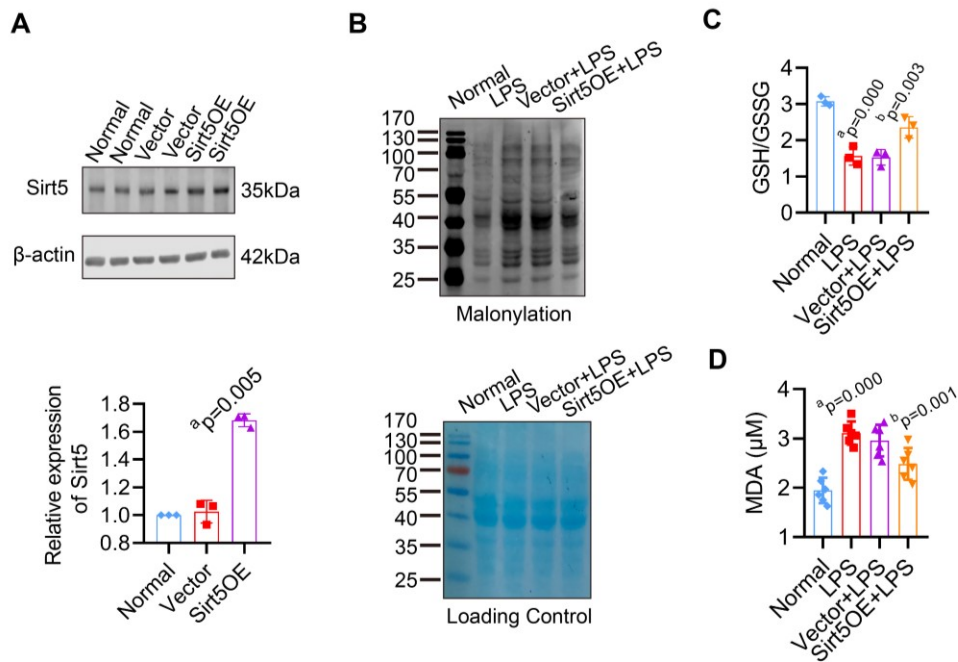 A
Normal
Normal
Vector
Vector
Sirt5OE
Sirt5OE
Sirt5
35kDa
β-actin
42kDa
Relative expression
of Sirt5
1.8
1.6
1.4
1.2
1.0
0.8
a p=0.005
Normal
Vector
Sirt5OE
B
Normal
LPS
Vector+LPS
Sirt5OE+LPS
170
130
100
70
55
40
35
25
Malonylation
Normal
LPS
Vector+LPS
Sirt5OE+LPS
170
130
100
70
55
40
35
25
Loading Control
C
GSH/GSSG
4
3
2
1
0
a p=0.000
b p=0.003
Normal
LPS
Vector+LPS
Sirt5OE+LPS
D
MDA (μM)
4
3
2
1
a p=0.000
b p=0.001
Normal
LPS
Vector+LPS
Sirt5OE+LPS